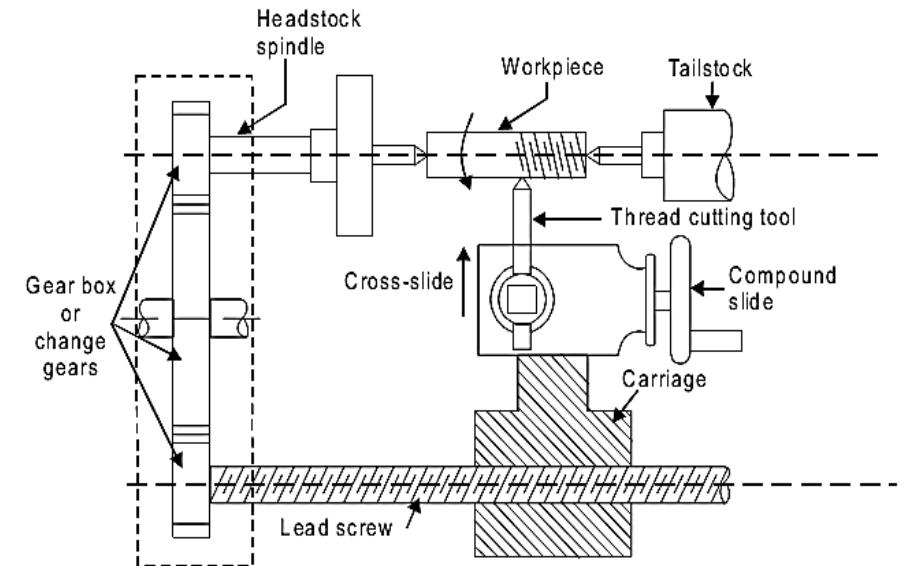 Headstock
spindle
Workpiece
Tailstock
Thread cutting tool
Cross-slide
Compound
slide
Gear box
or
change
gears
Carriage
Lead screw